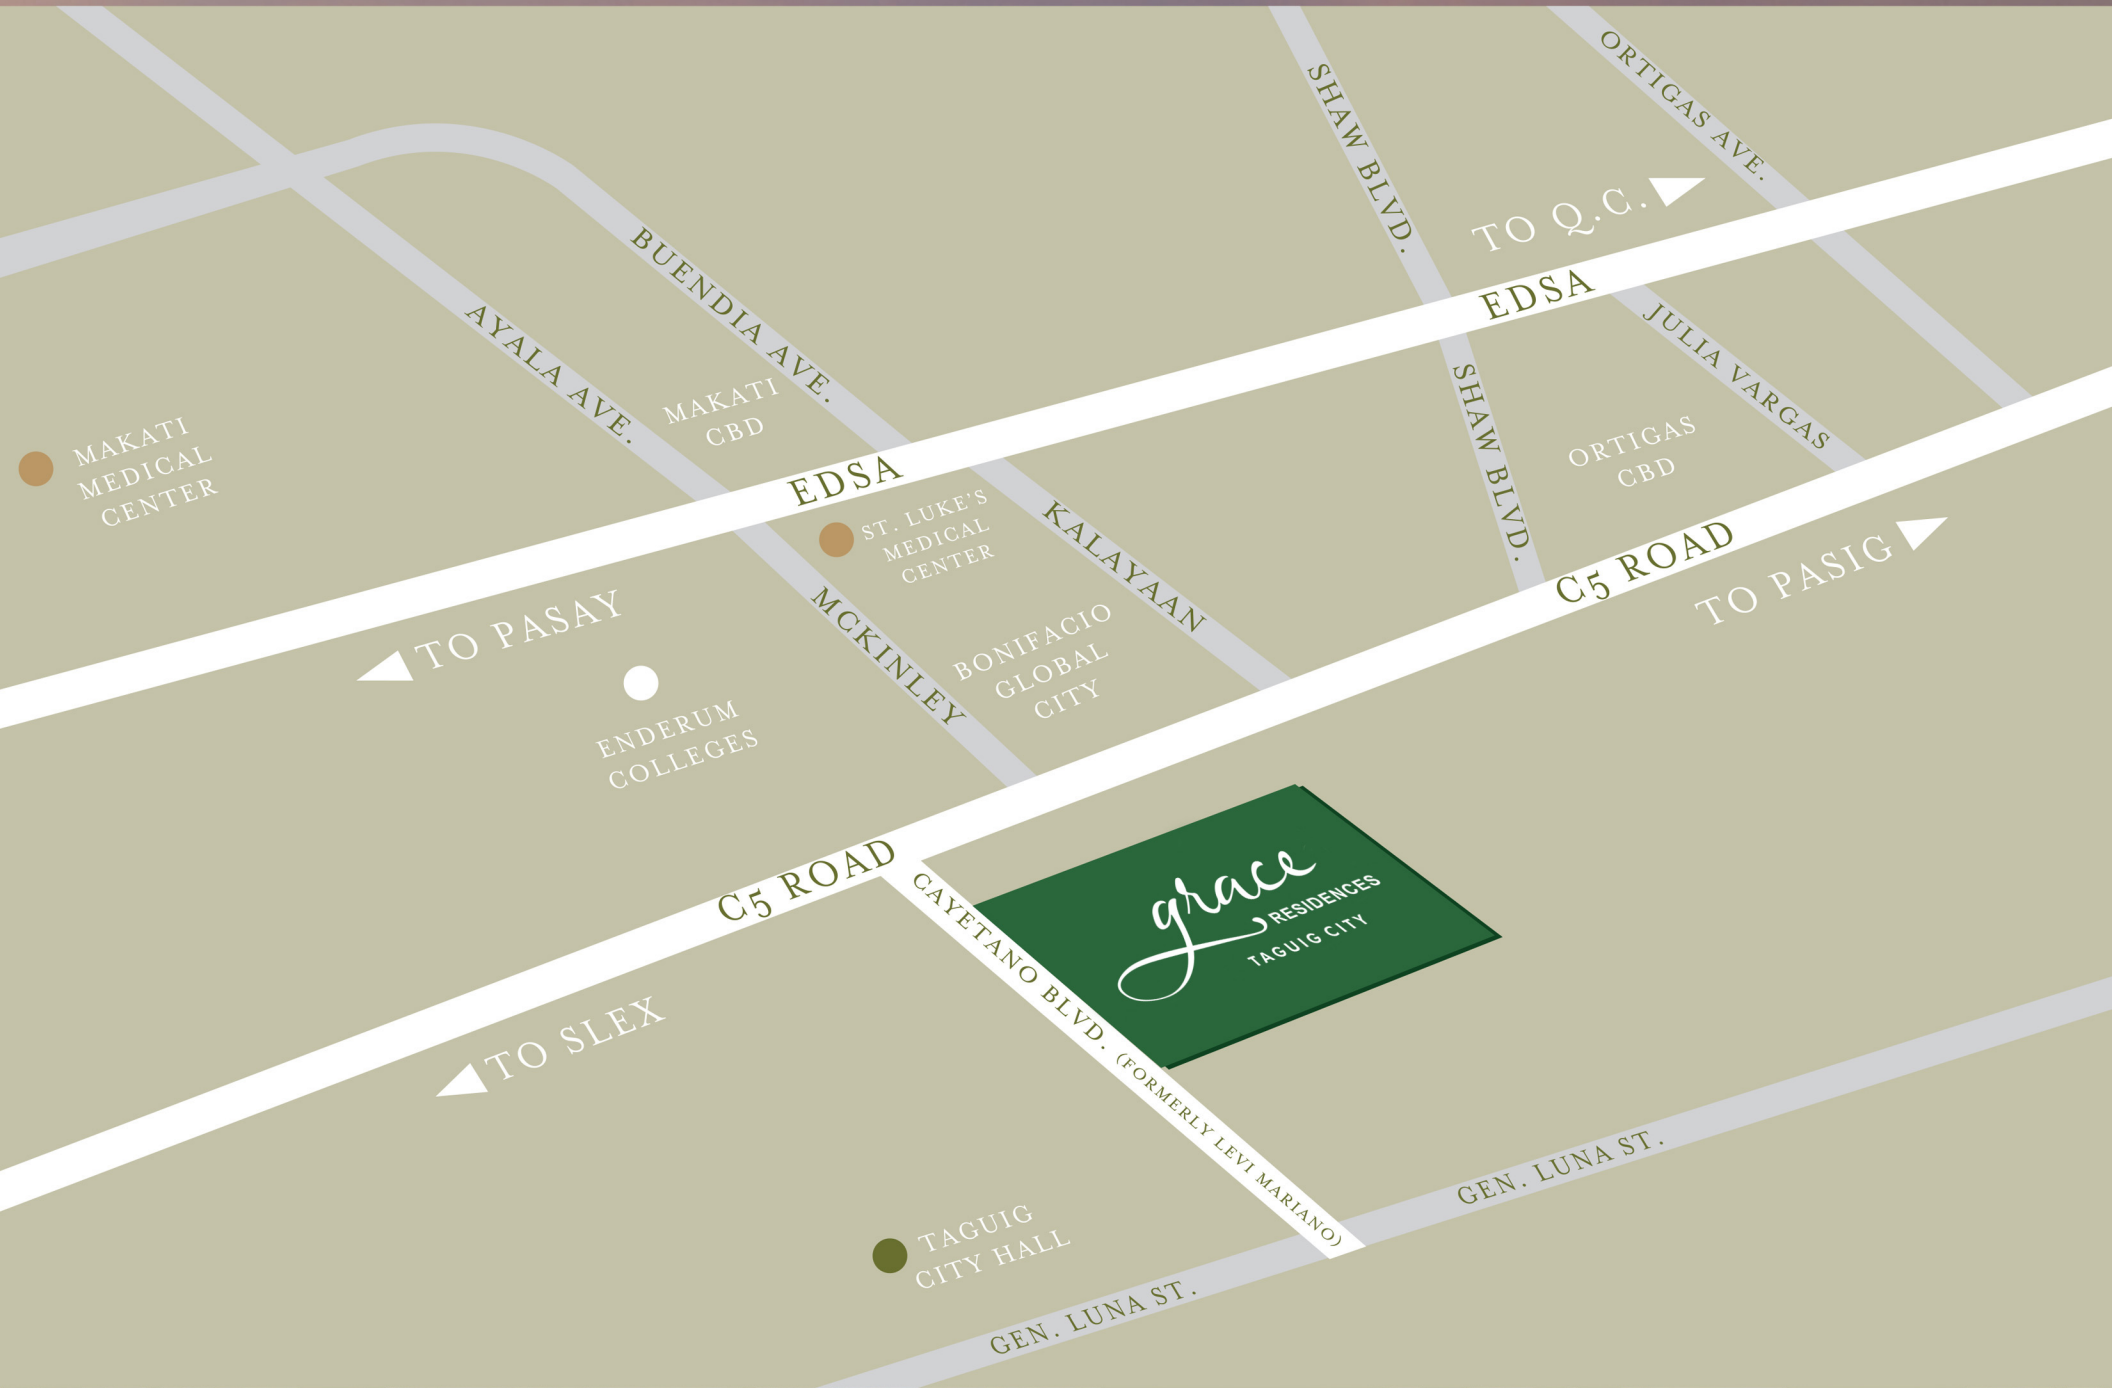 ORTIGAS AVE.
SHAW BLVD.
TO Q.C.
EDSA
BUENDIA AVE.
AYALA AVE.
JULIA VARGAS
SHAW BLVD.
MAKATI
CBD
MAKATI
MEDICAL
CENTER
ORTIGAS
CBD
EDSA
ST. LUKE'S
MEDICAL
CENTER
KALAYAAN
C5 ROAD
TO PASIG
TO PASAY
MCKINLEY
BONIFACIO
GLOBAL
CITY
ENDERUM
COLLEGES
C5 ROAD
grace
RESIDENCES
TAGUIG CITY
CAYETANO BLVD. (FORMERLY LEVI MARIANO)
TO SLEX
GEN. LUNA ST.
TAGUIG
CITY HALL
GEN. LUNA ST.